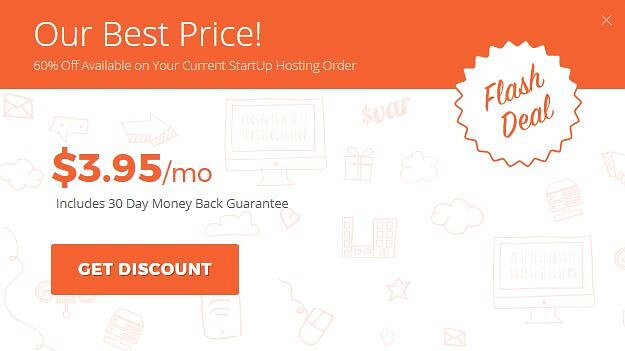 Our Best Price!
60% Off Available on Your Current StartUp Hosting Order
Flash
Deal
$var
$3.95/mo
Includes 30 Day Money Back Guarantee
GET DISCOUNT